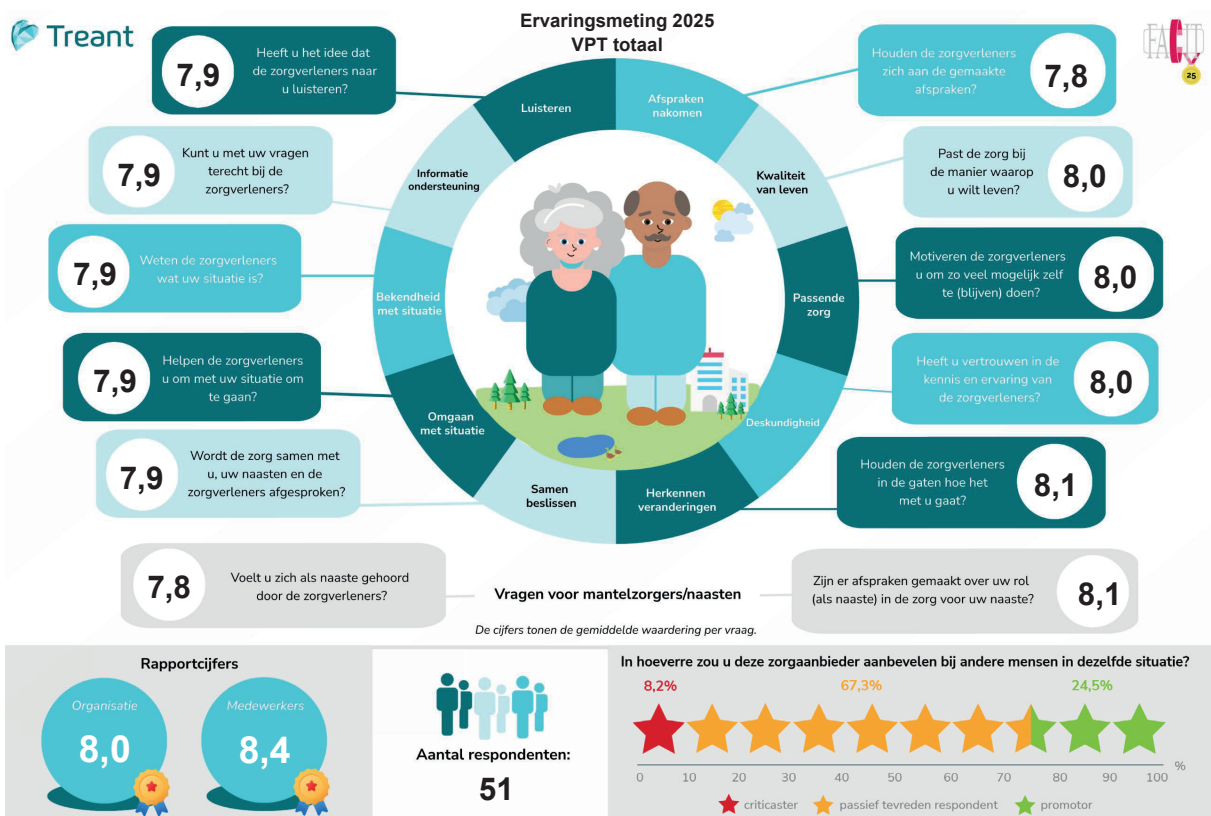 Treant
Ervaringsmeting 2025
VPT totaal
FACIT
25
7,9
Heeft u het idee dat
de zorgverleners naar
u luisteren?
7,9
Kunt u met uw vragen
terecht bij de
zorgverleners?
7,9
Weten de zorgverleners
wat uw situatie is?
7,9
Helpen de zorgverleners
u om met uw situatie om
te gaan?
7,9
Wordt de zorg samen met
u, uw naasten en de
zorgverleners afgesproken?
Luisteren
Afspraken
nakomen
Informatie
ondersteuning
Kwaliteit
van leven
Bekendheid
met situatie
Passende
zorg
Omgaan
met situatie
Deskundigheid
Samen
beslissen
Herkennen
veranderingen
Houden de zorgverleners
zich aan de gemaakte
afspraken?
7,8
Past de zorg bij
de manier waarop
u wilt leven?
8,0
Motiveren de zorgverleners
u om zo veel mogelijk zelf
te (blijven) doen?
8,0
Heeft u vertrouwen in de
kennis en ervaring van
de zorgverleners?
8,0
Houden de zorgverleners
in de gaten hoe het
met u gaat?
8,1
7,8
Voelt u zich als naaste gehoord
door de zorgverleners?
Vragen voor mantelzorgers/naasten
Zijn er afspraken gemaakt over uw rol
(als naaste) in de zorg voor uw naaste?
8,1
De cijfers tonen de gemiddelde waardering per vraag.
Rapportcijfers
Organisatie
8,0
Medewerkers
8,4
Aantal respondenten:
51
In hoeverre zou u deze zorgaanbieder aanbevelen bij andere mensen in dezelfde situatie?
8,2% 67,3% 24,5%
0 10 20 30 40 50 60 70 80 90 100 %
criticaster passief tevreden respondent promotor